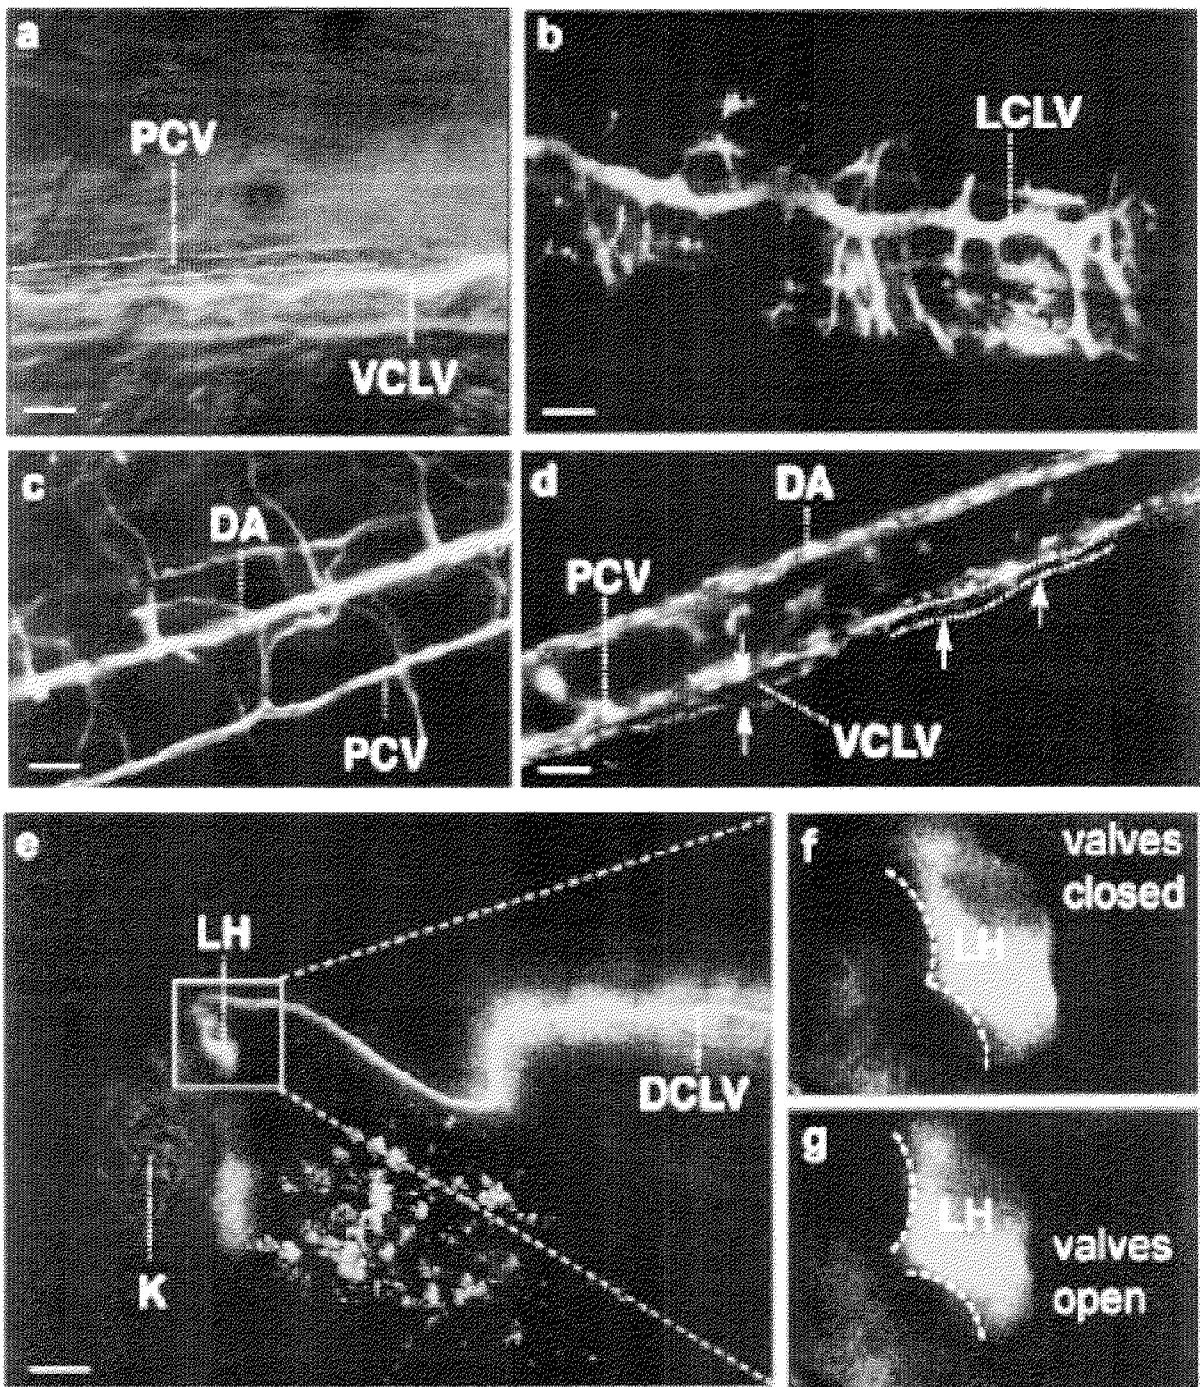 a
PCV
VCLV
b
LCLV
c
DA
PCV
d
DA
PCV
VCLV
e
LH
DCLV
K
f
valves
closed
LH
g
LH
valves
open